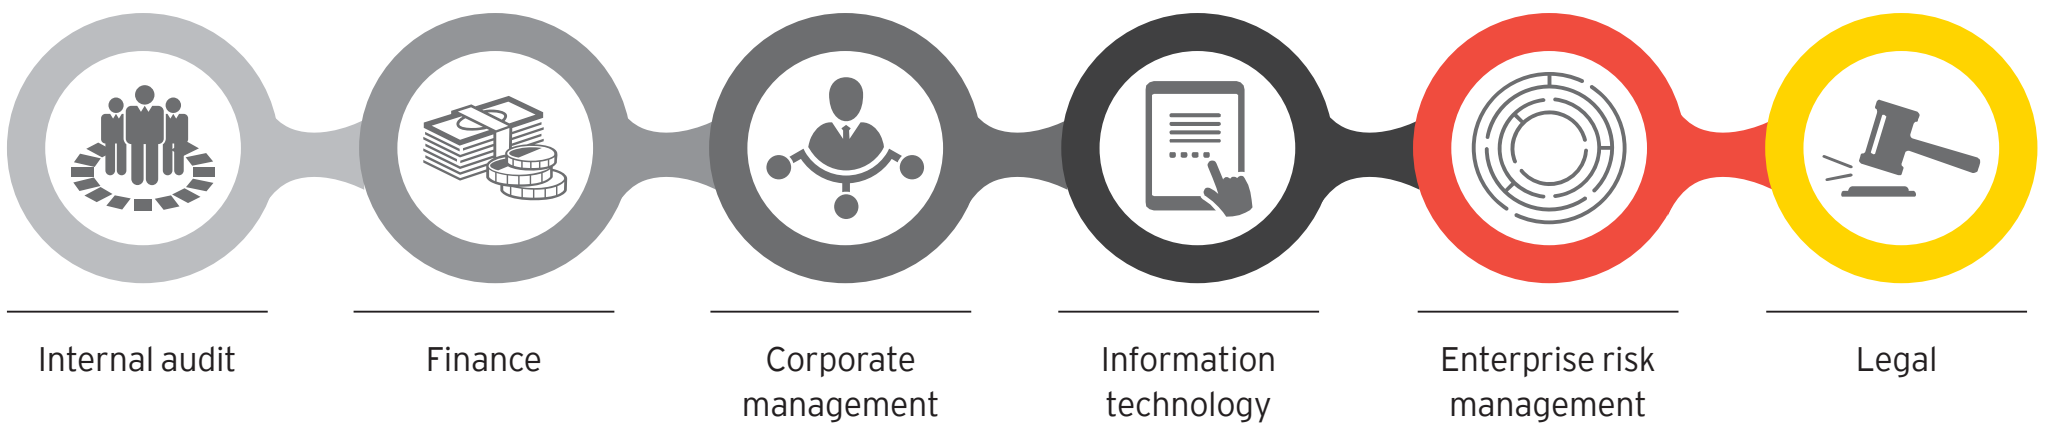 Internal audit
Finance
Corporate
management
Information
technology
Enterprise risk
management
Legal